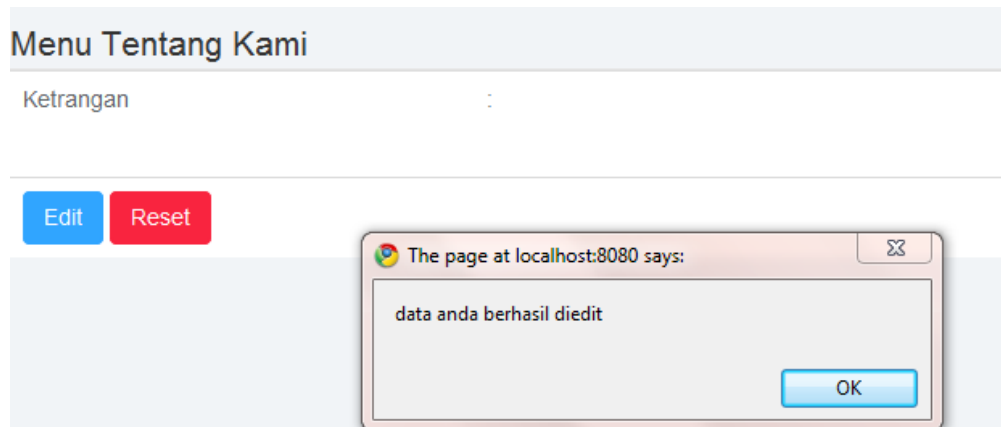 Menu Tentang Kami
Ketrangan :
Edit Reset
The page at localhost:8080 says:
data anda berhasil diedit
OK